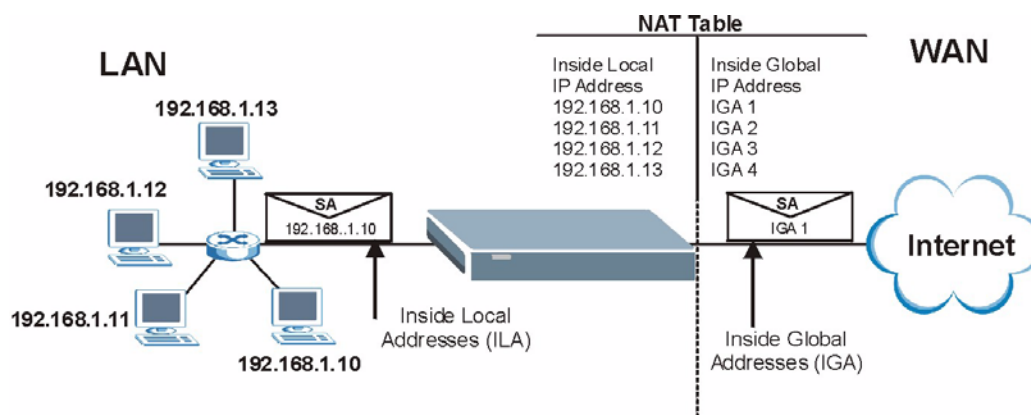 NAT Table
LAN
WAN
Inside Local
IP Address
192.168.1.10
192.168.1.11
192.168.1.12
192.168.1.13
Inside Global
IP Address
IGA 1
IGA 2
IGA 3
IGA 4
192.168.1.13
192.168.1.12
192.168.1.11
192.168.1.10
SA
192.168..1.10
SA
IGA 1
Internet
Inside Local
Addresses (ILA)
Inside Global
Addresses (IGA)